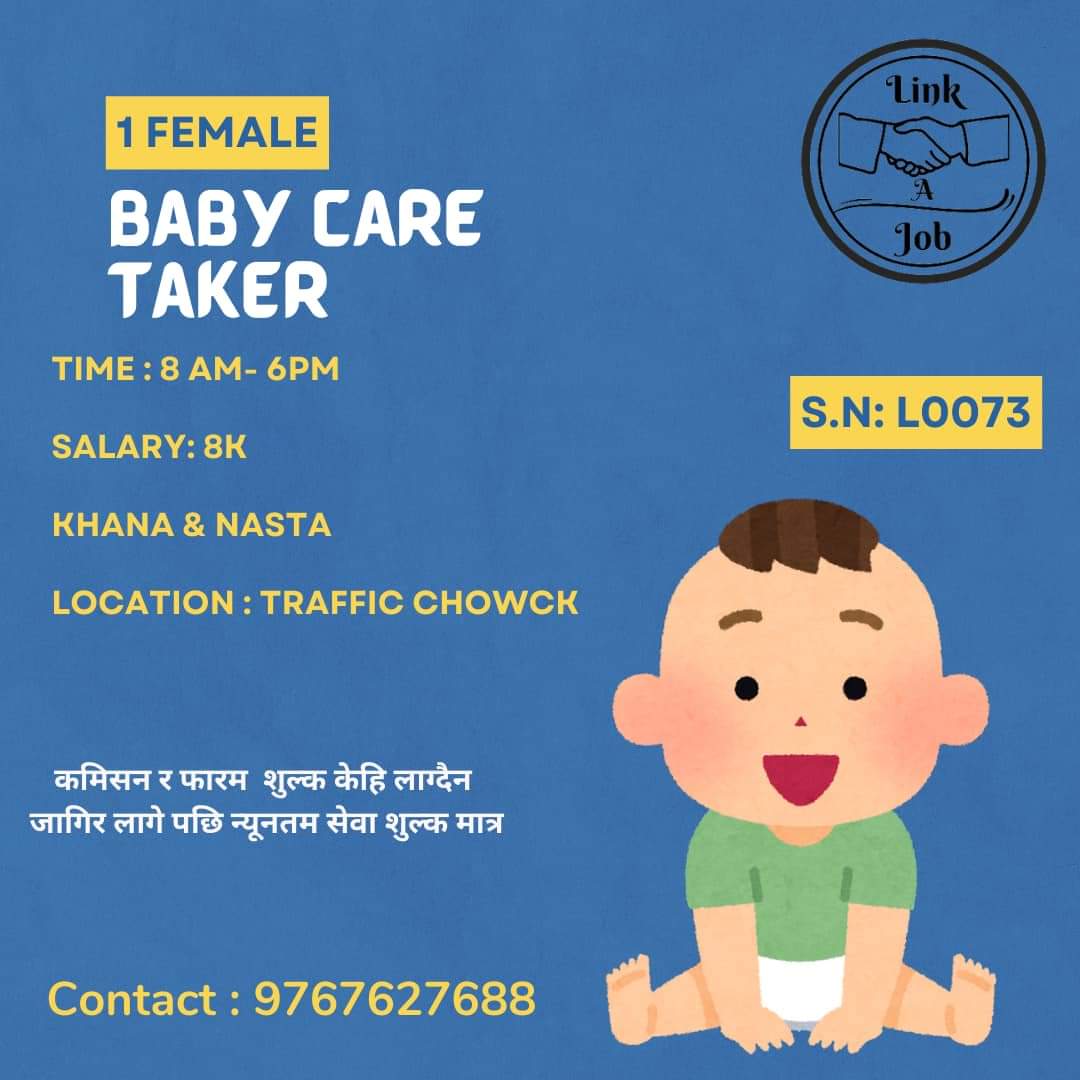 Link
A
Job
1 FEMALE
BABY CARE
TAKER
TIME : 8 AM- 6PM
SALARY: 8K
KHANA & NASTA
LOCATION : TRAFFIC CHOWCK
S.N: L0073
कमिसन र फारम  शुल्क केहि लाग्दैन
जागिर लागे पछि न्यूनतम सेवा शुल्क मात्र
Contact : 9767627688